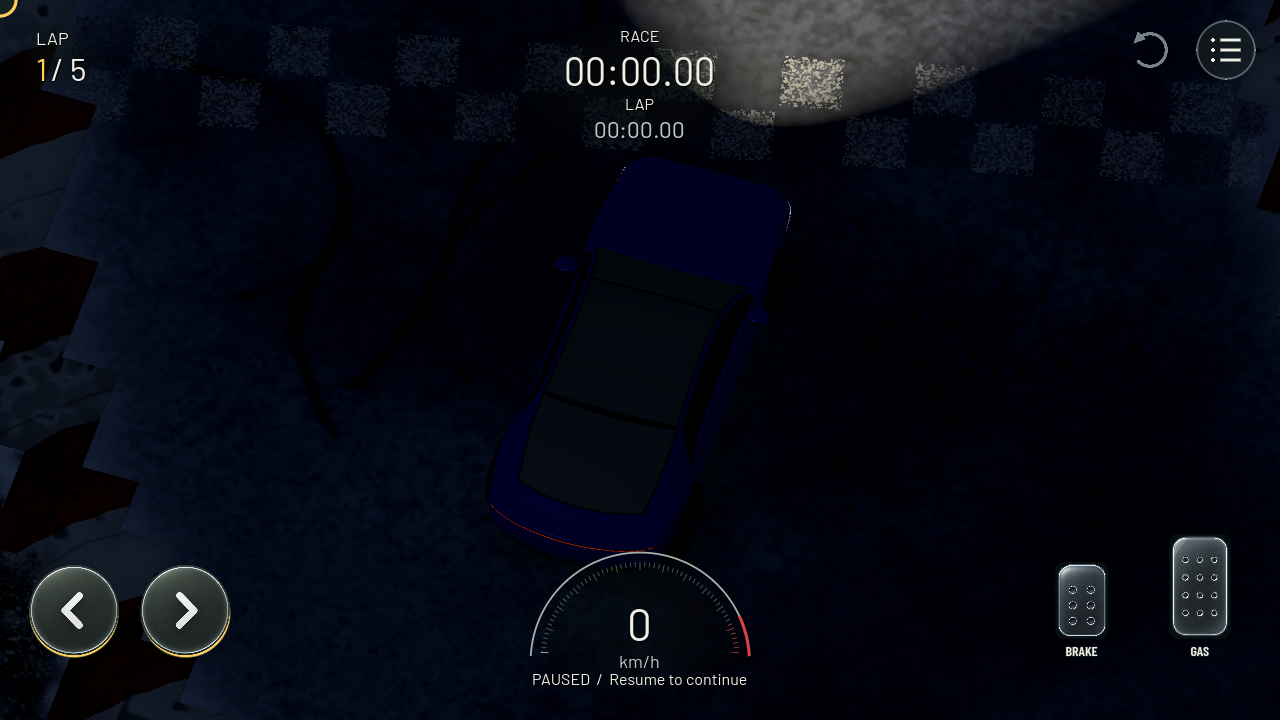 LAP
1 / 5
RACE
00:00.00
LAP
00:00.00
0
km/h
PAUSED / Resume to continue
BRAKE
GAS